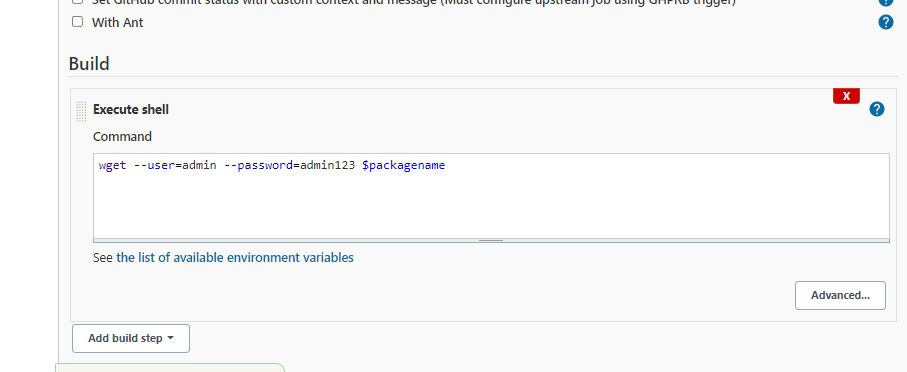 Set GitHub commit status with custom context and message (Must configure upstream job using GHPRB trigger)
?
With Ant
?
Build
X
Execute shell
?
Command
wget --user=admin --password=admin123 $packagename
See the list of available environment variables
Advanced...
Add build step